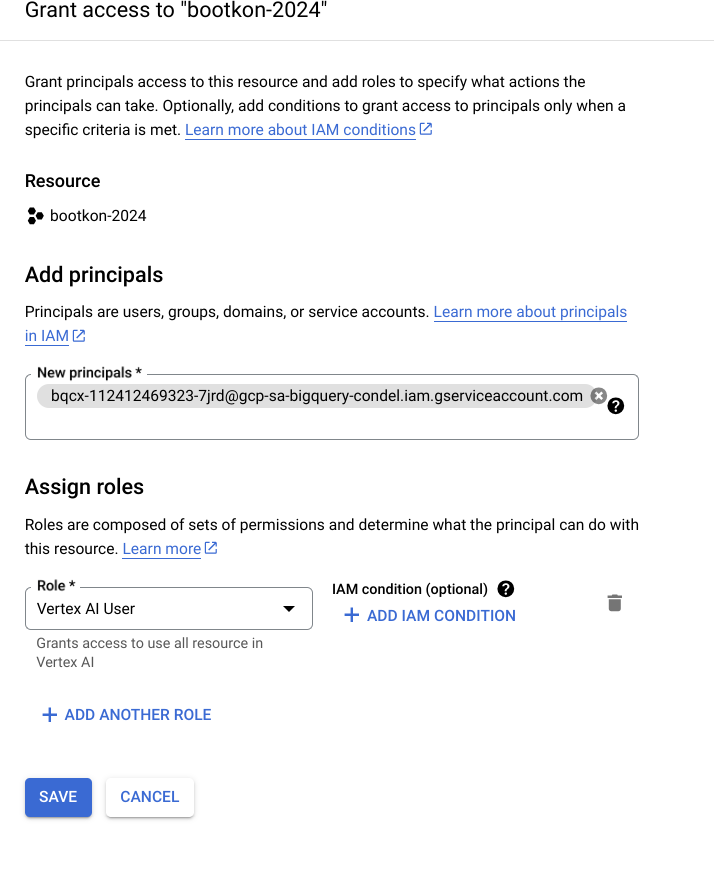 Grant access to "bootkon-2024"
Grant principals access to this resource and add roles to specify what actions the
principals can take. Optionally, add conditions to grant access to principals only when a
specific criteria is met. Learn more about IAM conditions
Resource
bootkon-2024
Add principals
Principals are users, groups, domains, or service accounts. Learn more about principals
in IAM
New principals *
bqcx-112412469323-7jrd@gcp-sa-bigquery-condel.iam.gserviceaccount.com
Assign roles
Roles are composed of sets of permissions and determine what the principal can do with
this resource. Learn more
Role *
IAM condition (optional)
Vertex AI User
ADD IAM CONDITION
Grants access to use all resource in
Vertex AI
ADD ANOTHER ROLE
SAVE
CANCEL